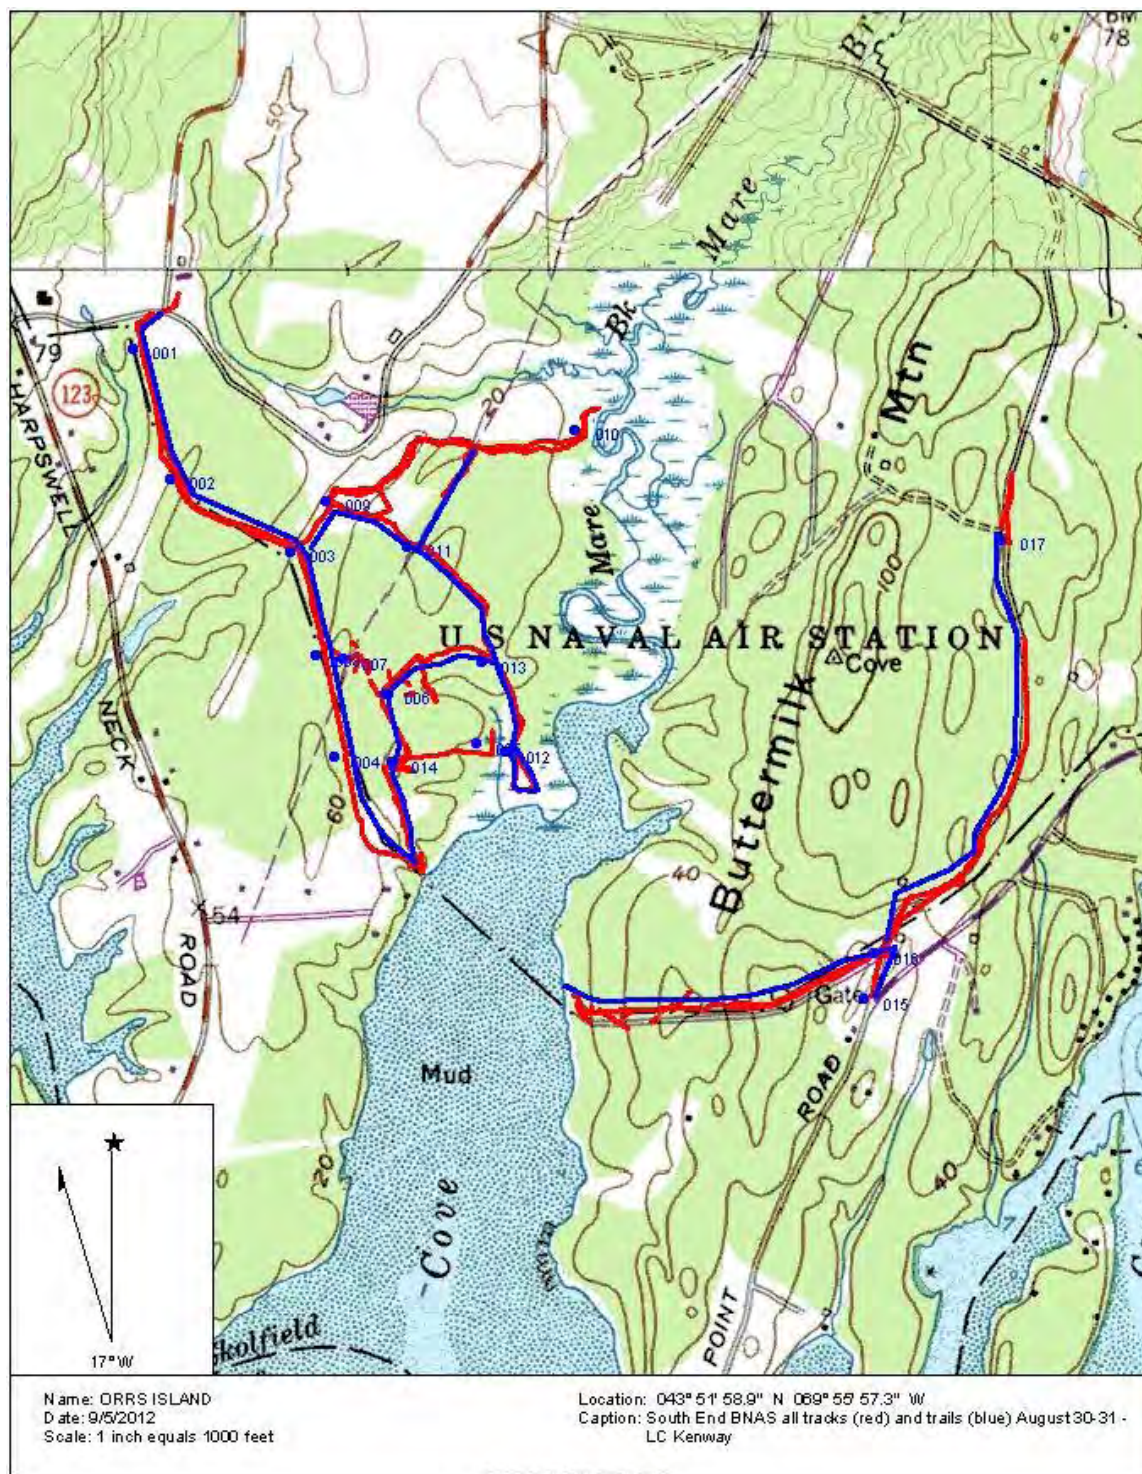 BM
78
50
Br
Mare
Bk
79
001
123
HARPSWELL
20
Mtn
010
002
009
003
011
017
Mare
100
U S NAVAL AIR STATION
013
Cove
007
006
NECK
012
004
014
60
Buttermilk
40
54
ROAD
016
Gate
015
Mud
ROAD
20
40
Cove
POINT
Skolfield
17° W
Name: ORRS ISLAND
Date: 9/5/2012
Scale: 1 inch equals 1000 feet
Location: 043° 51' 58.9" N 069° 55' 57.3" W
Caption: South End BNAS all tracks (red) and trails (blue) August 30-31 -
LC Kenway